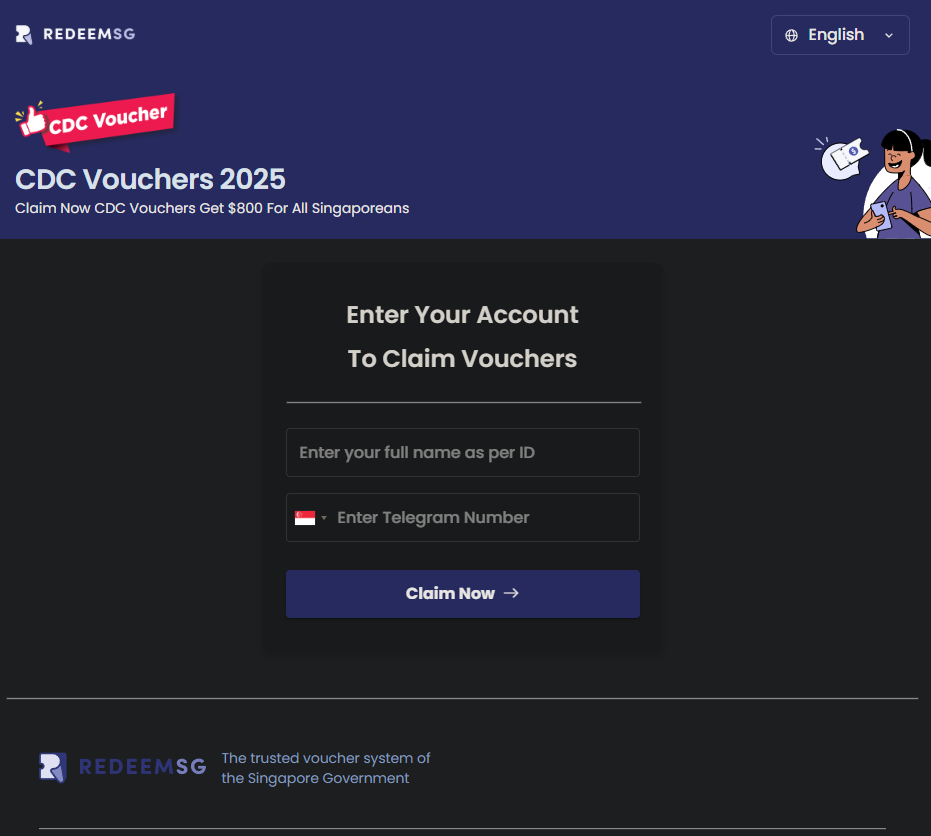 REDEEMSG
English
CDC Voucher
CDC Vouchers 2025
Claim Now CDC Vouchers Get $800 For All Singaporeans
Enter Your Account
To Claim Vouchers
Enter your full name as per ID
Enter Telegram Number
Claim Now
REDEEMSG
The trusted voucher system of
the Singapore Government